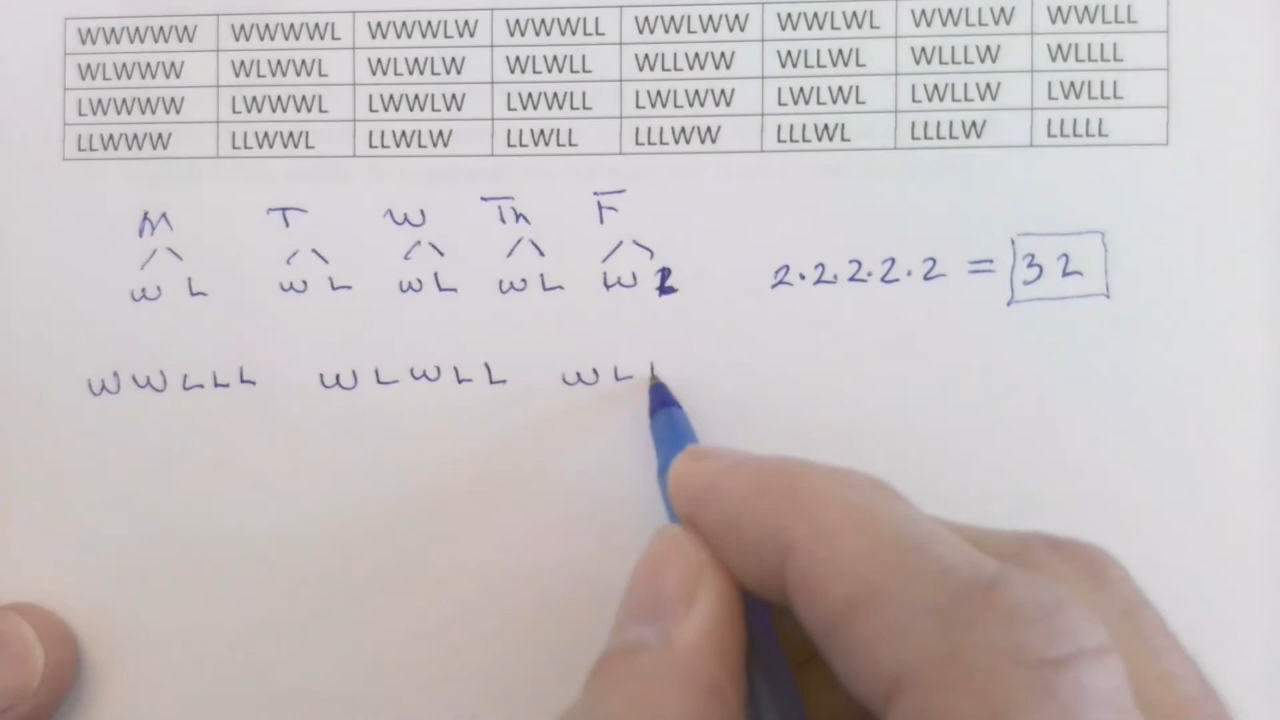 WWWWW WWWWL WWWLW WWWLL WWLWW WWLWL WWLLW WWLLL
WLWWW WLWWL WLWLW WLWLL WLLWW WLLWL WLLLW WLLLL
LWWWW LWWWL LWWLW LWWLL LWLWW LWLWL LWLLW LWLLL
LLWWW LLWWL LLWLW LLWLL LLLWW LLLWL LLLLW LLLLL
M T W Th F
W L W L W L W L W L
2·2·2·2·2 = 32
WWLLL WLWLL WLL